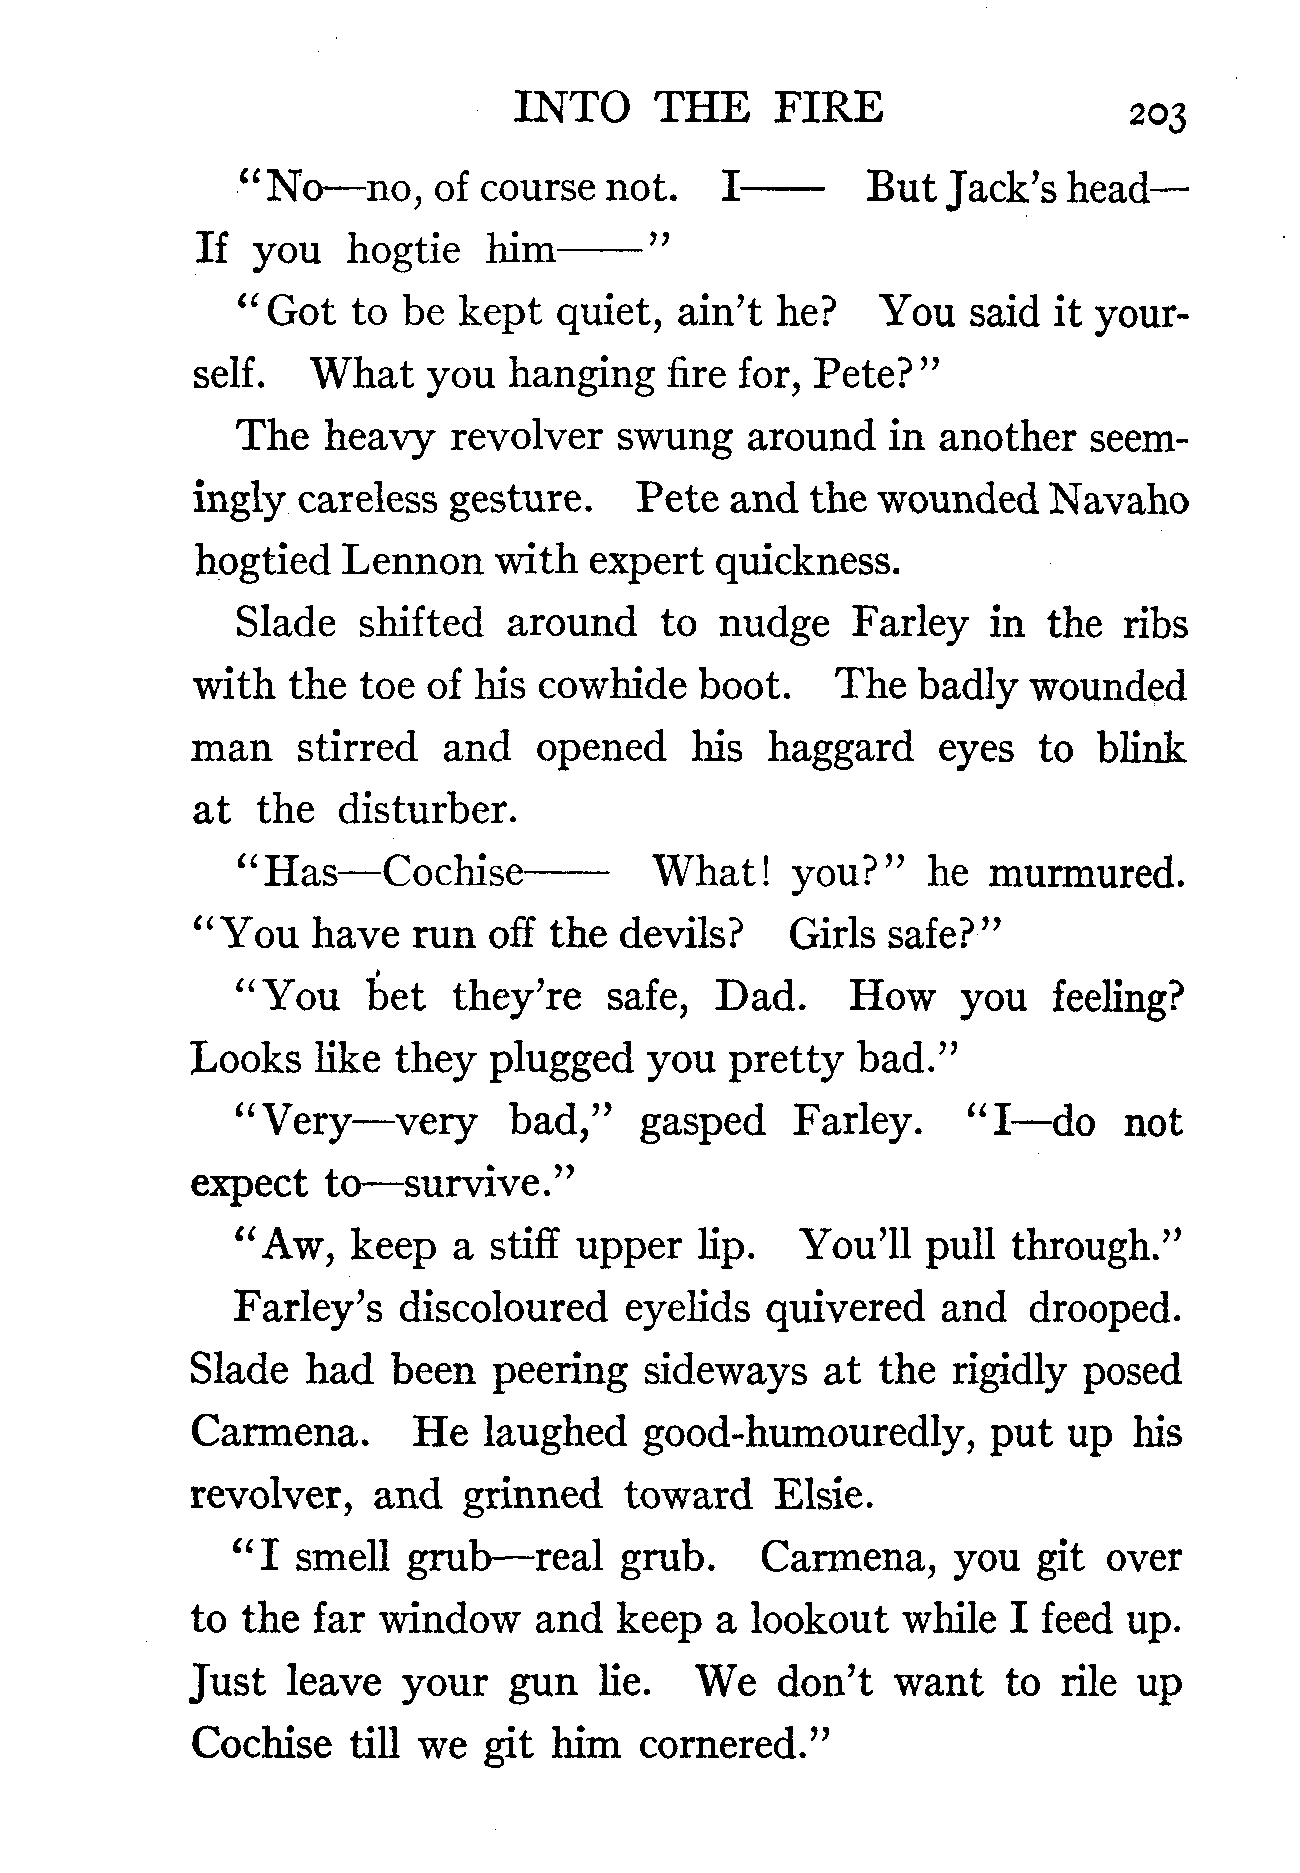 INTO THE FIRE 203
"No—no, of course not. I—— But Jack's head—
If you hogtie him——"
"Got to be kept quiet, ain't he? You said it your-
self. What you hanging fire for, Pete?"
The heavy revolver swung around in another seem-
ingly careless gesture. Pete and the wounded Navaho
hogtied Lennon with expert quickness.
Slade shifted around to nudge Farley in the ribs
with the toe of his cowhide boot. The badly wounded
man stirred and opened his haggard eyes to blink
at the disturber.
"Has—Cochise—— What! you?" he murmured.
"You have run off the devils? Girls safe?"
"You bet they're safe, Dad. How you feeling?
Looks like they plugged you pretty bad."
"Very—very bad," gasped Farley. "I—do not
expect to—survive."
"Aw, keep a stiff upper lip. You'll pull through."
Farley's discoloured eyelids quivered and drooped.
Slade had been peering sideways at the rigidly posed
Carmena. He laughed good-humouredly, put up his
revolver, and grinned toward Elsie.
"I smell grub—real grub. Carmena, you git over
to the far window and keep a lookout while I feed up.
Just leave your gun lie. We don't want to rile up
Cochise till we git him cornered."